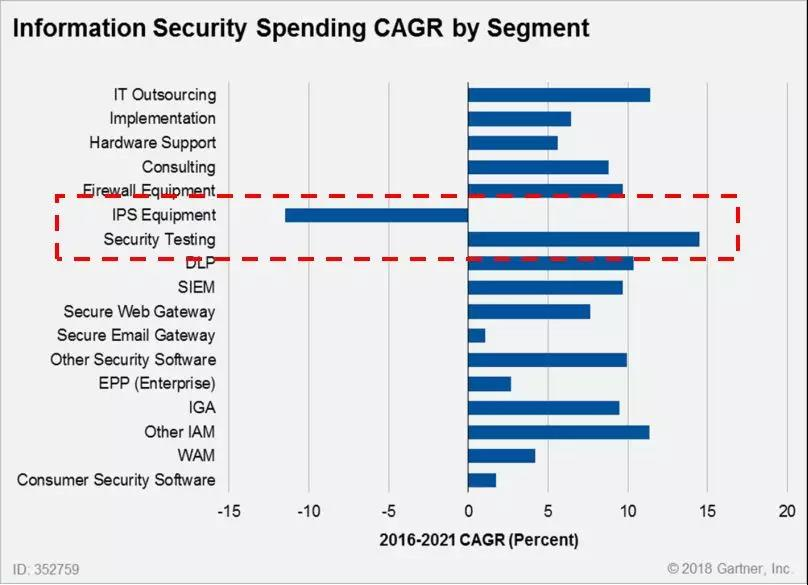 Information Security Spending CAGR by Segment
IT Outsourcing
Implementation
Hardware Support
Consulting
Firewall Equipment
IPS Equipment
Security Testing
DLP
SIEM
Secure Web Gateway
Secure Email Gateway
Other Security Software
EPP (Enterprise)
IGA
Other IAM
WAM
Consumer Security Software
-15 -10 -5 0 5 10 15 20
2016-2021 CAGR (Percent)
ID: 352759 © 2018 Gartner, Inc.